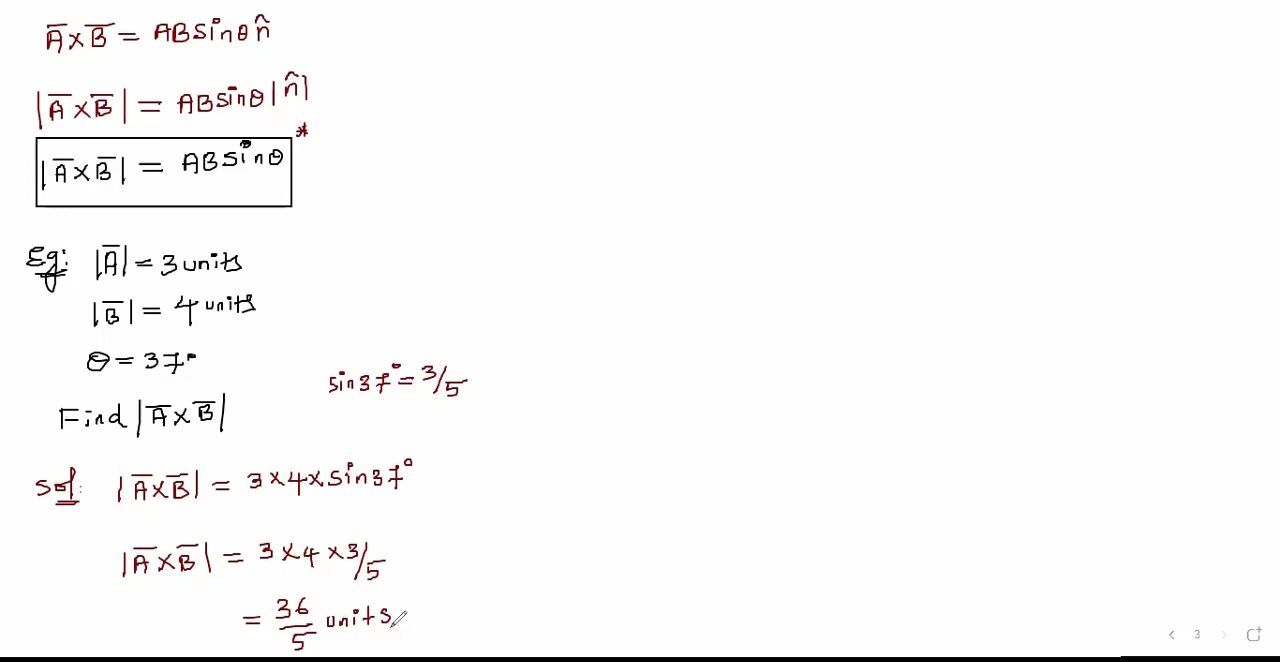 A̅ × B̅ = ABsinθ n̂
|A̅ × B̅| = ABsinθ |n̂|
|A̅ × B̅| = ABsinθ *
Eg: |A̅| = 3 units
|B̅| = 4 units
θ = 37°
sin37° = 3/5
Find |A̅ × B̅|
Sol: |A̅ × B̅| = 3 × 4 × sin37°
|A̅ × B̅| = 3 × 4 × 3/5
= 36/5 units
< 3 >